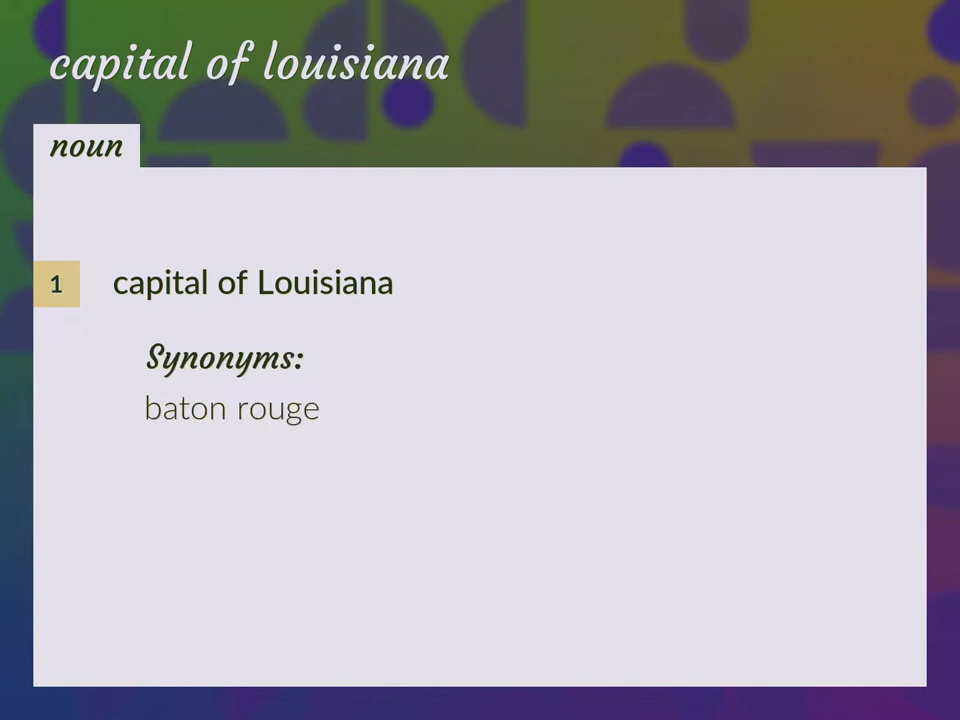 capital of louisiana
noun
1 capital of Louisiana
Synonyms:
baton rouge